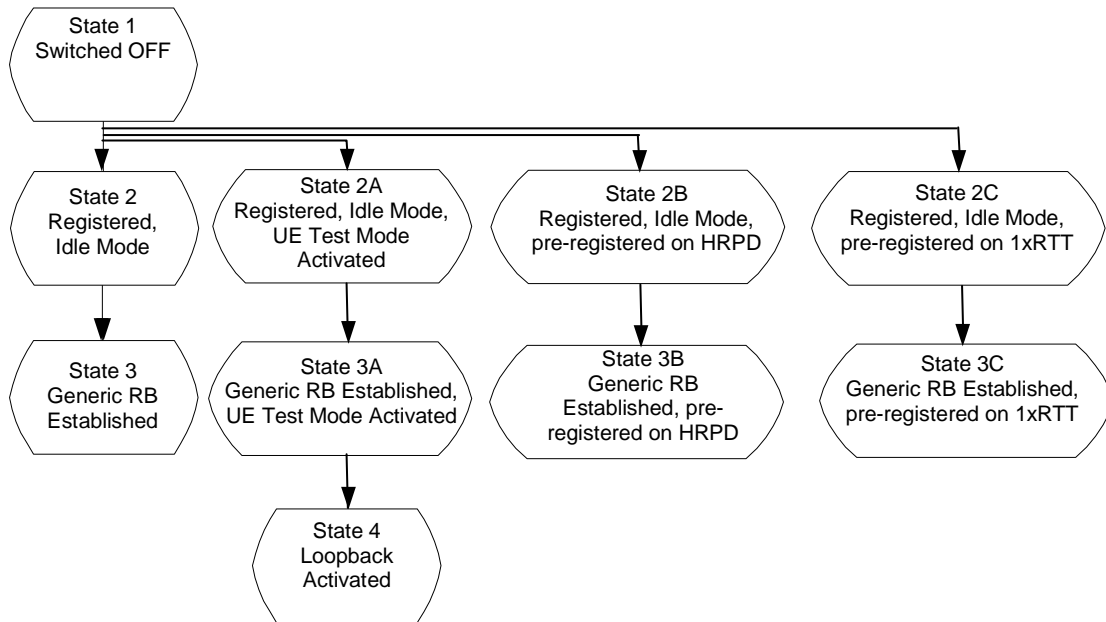 State 1
Switched OFF
State 2
Registered,
Idle Mode
State 2A
Registered, Idle Mode,
UE Test Mode
Activated
State 2B
Registered, Idle Mode,
pre-registered on HRPD
State 2C
Registered, Idle Mode,
pre-registered on 1xRTT
State 3
Generic RB
Established
State 3A
Generic RB Established,
UE Test Mode Activated
State 3B
Generic RB
Established, pre-
registered on HRPD
State 3C
Generic RB Established,
pre-registered on 1xRTT
State 4
Loopback
Activated